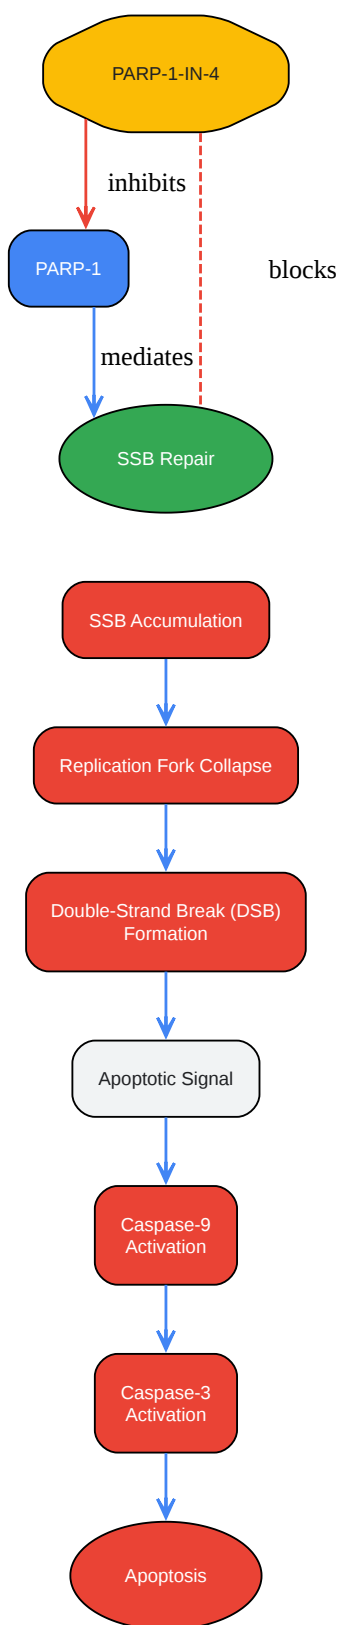 PARP-1-IN-4
inhibits
PARP-1
blocks
mediates
SSB Repair
SSB Accumulation
Replication Fork Collapse
Double-Strand Break (DSB)
Formation
Apoptotic Signal
Caspase-9
Activation
Caspase-3
Activation
Apoptosis